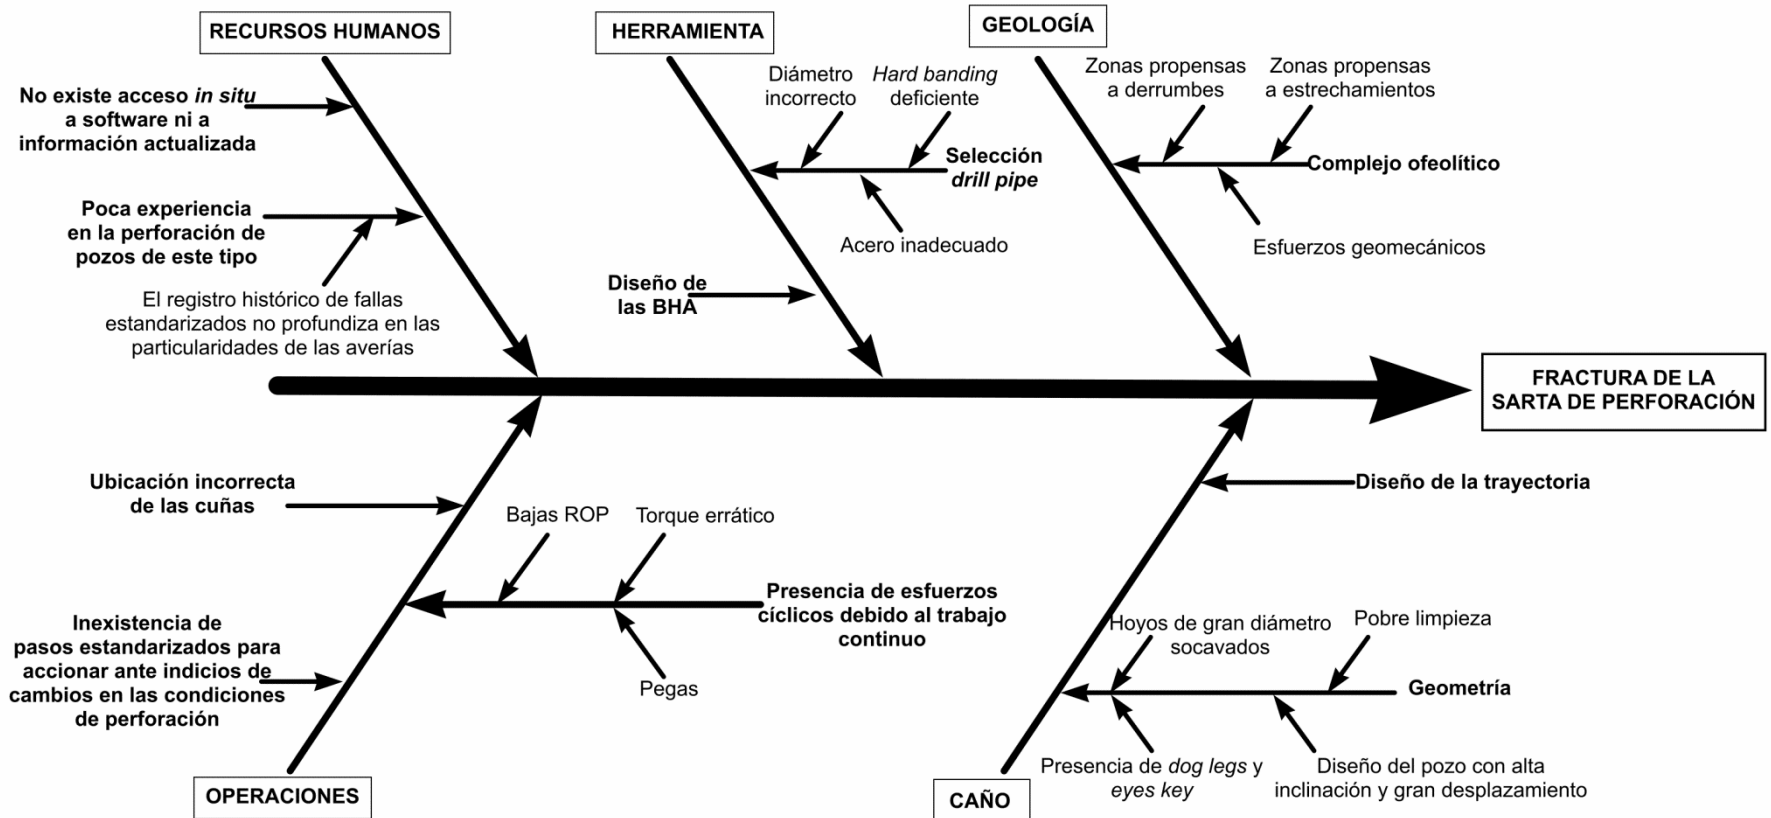 RECURSOS HUMANOS
No existe acceso in situ
a software ni a
información actualizada
Poca experiencia
en la perforación de
pozos de este tipo
El registro histórico de fallas
estandarizados no profundiza en las
particularidades de las averías
HERRAMIENTA
Diámetro
incorrecto
Hard banding
deficiente
Selección
drill pipe
Acero inadecuado
Diseño de
las BHA
GEOLOGÍA
Zonas propensas
a derrumbes
Zonas propensas
a estrechamientos
Complejo ofeolítico
Esfuerzos geomecánicos
FRACTURA DE LA
SARTA DE PERFORACIÓN
Ubicación incorrecta
de las cuñas
Bajas ROP
Torque errático
Presencia de esfuerzos
cíclicos debido al trabajo
continuo
Pegas
Inexistencia de
pasos estandarizados para
accionar ante indicios de
cambios en las condiciones
de perforación
OPERACIONES
Diseño de la trayectoria
Hoyos de gran diámetro
socavados
Pobre limpieza
Geometría
Presencia de dog legs y
eyes key
Diseño del pozo con alta
inclinación y gran desplazamiento
CAÑO